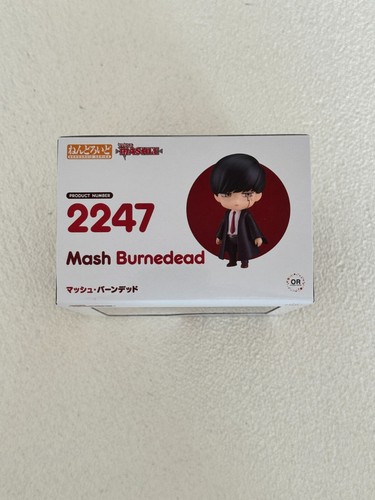 ねんどろいど
MASHLE
PRODUCT NUMBER
2247
Mash Burnedead
マッシュ・バーンデッド
OR